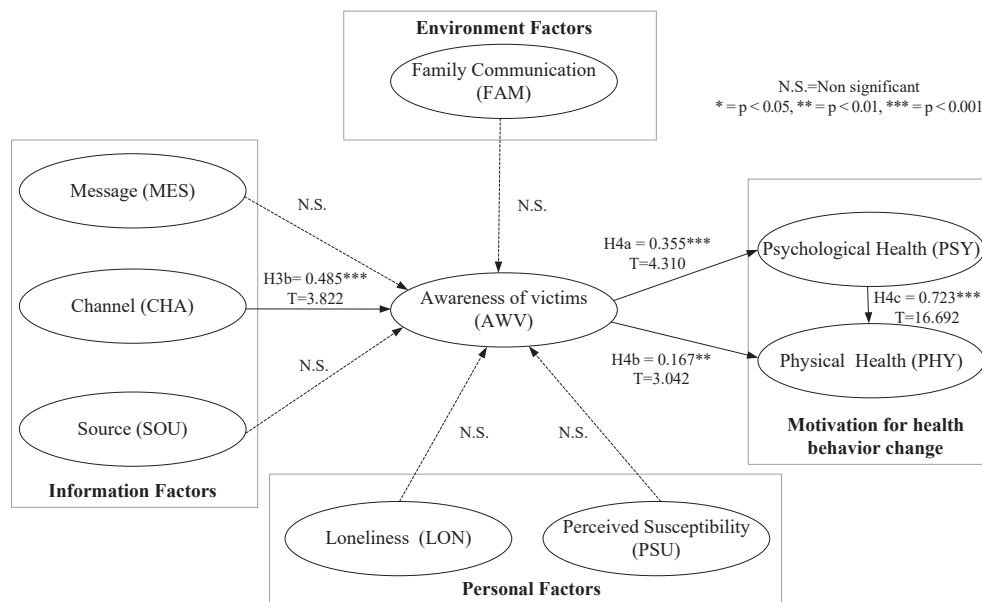 Environment Factors
Family Communication
(FAM)
N.S.=Non significant
* = p < 0.05, ** = p < 0.01, *** = p < 0.001
Message (MES)
N.S.
N.S.
H3b= 0.485***
T=3.822
Channel (CHA)
Awareness of victims
(AWV)
H4a = 0.355***
T=4.310
Psychological Health (PSY)
H4c = 0.723***
T=16.692
N.S.
H4b = 0.167**
T=3.042
Physical  Health (PHY)
Source (SOU)
Information Factors
N.S.
N.S.
Motivation for health
behavior change
Loneliness  (LON)
Perceived Susceptibility
(PSU)
Personal Factors